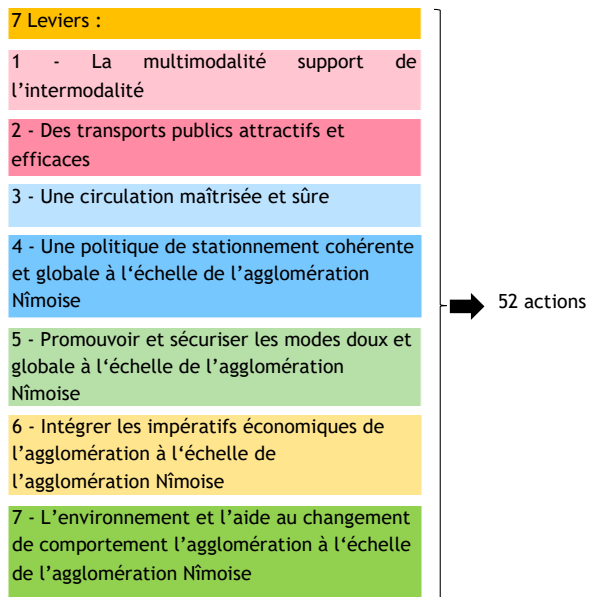 7 Leviers :
1 - La multimodalité support de
l’intermodalité
2 - Des transports publics attractifs et
efficaces
3 - Une circulation maîtrisée et sûre
4 - Une politique de stationnement cohérente
et globale à l‘échelle de l’agglomération
Nîmoise
5 - Promouvoir et sécuriser les modes doux et
globale à l‘échelle de l’agglomération
Nîmoise
6 - Intégrer les impératifs économiques de
l’agglomération à l‘échelle de
l’agglomération Nîmoise
7 - L’environnement et l’aide au changement
de comportement l’agglomération à l‘échelle
de l’agglomération Nîmoise
52 actions